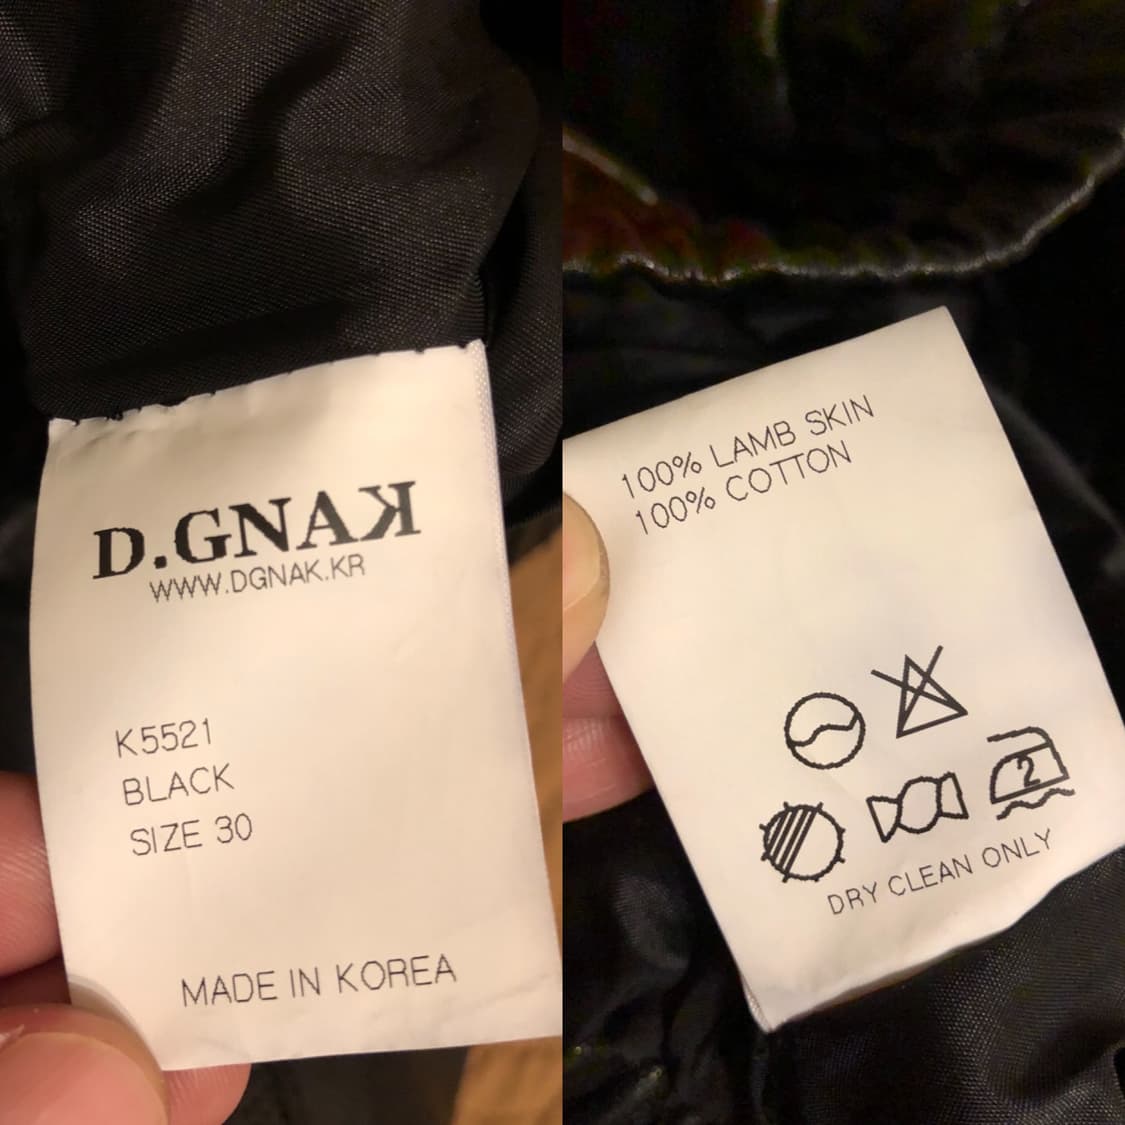 D.GNAK
WWW.DGNAK.KR
K5521
BLACK
SIZE 30
MADE IN KOREA
100% LAMB SKIN
100% COTTON
2
DRY CLEAN ONLY